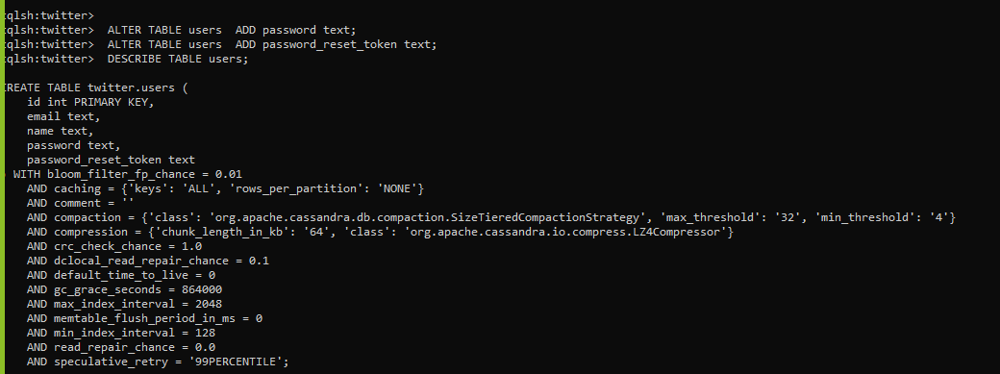 cqlsh:twitter>
cqlsh:twitter>  ALTER TABLE users  ADD password text;
cqlsh:twitter>  ALTER TABLE users  ADD password_reset_token text;
cqlsh:twitter>  DESCRIBE TABLE users;

CREATE TABLE twitter.users (
    id int PRIMARY KEY,
    email text,
    name text,
    password text,
    password_reset_token text
) WITH bloom_filter_fp_chance = 0.01
    AND caching = {'keys': 'ALL', 'rows_per_partition': 'NONE'}
    AND comment = ''
    AND compaction = {'class': 'org.apache.cassandra.db.compaction.SizeTieredCompactionStrategy', 'max_threshold': '32', 'min_threshold': '4'}
    AND compression = {'chunk_length_in_kb': '64', 'class': 'org.apache.cassandra.io.compress.LZ4Compressor'}
    AND crc_check_chance = 1.0
    AND dclocal_read_repair_chance = 0.1
    AND default_time_to_live = 0
    AND gc_grace_seconds = 864000
    AND max_index_interval = 2048
    AND memtable_flush_period_in_ms = 0
    AND min_index_interval = 128
    AND read_repair_chance = 0.0
    AND speculative_retry = '99PERCENTILE';